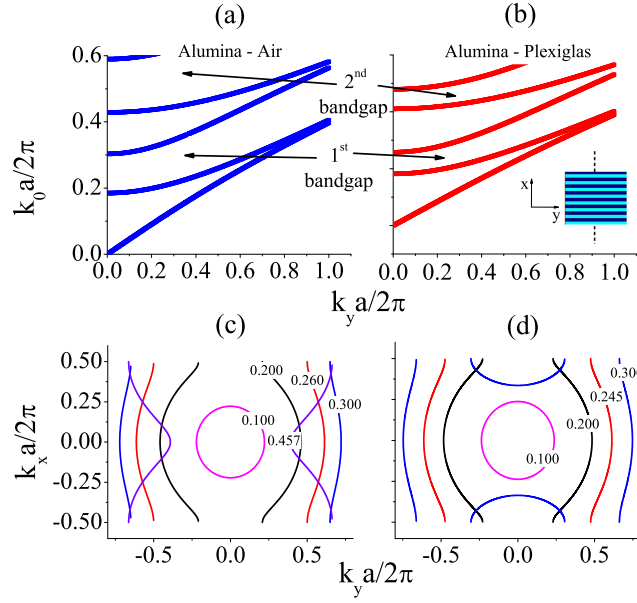 (a)
(b)
0.6
0.4
0.2
0.0
k₀a/2π
Alumina - Air
Alumina - Plexiglas
2nd
bandgap
1st
bandgap
x
y
0.0 0.2 0.4 0.6 0.8 1.0
0.0 0.2 0.4 0.6 0.8 1.0
kya/2π
(c)
(d)
0.50
0.25
0.00
-0.25
-0.50
kxa/2π
0.200
0.260
0.300
0.100
0.457
0.300
0.245
0.200
0.100
-0.5 0.0 0.5
-0.5 0.0 0.5
kya/2π